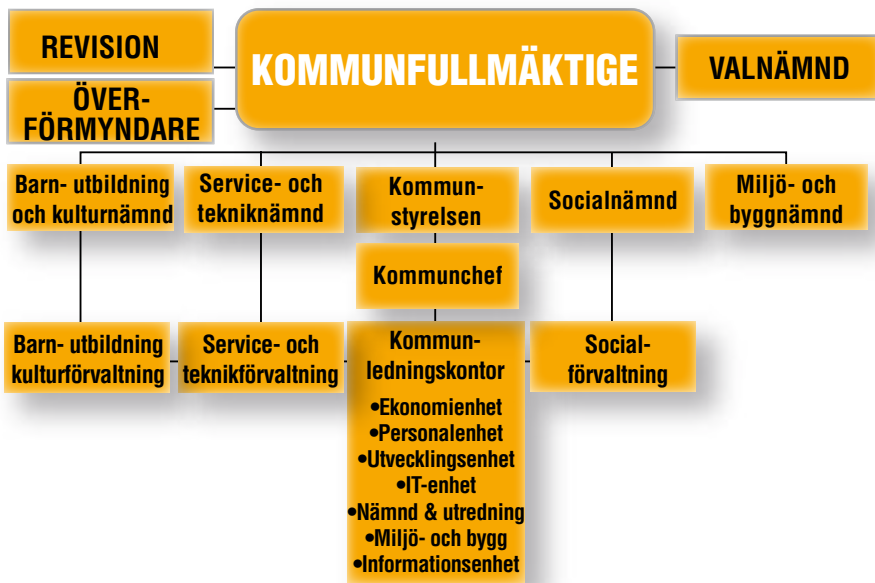 REVISION
KOMMUNFULLMÄKTIGE
VALNÄMND
ÖVER-
FÖRMYNDARE
Barn- utbildning
och kulturnämnd
Service- och
tekniknämnd
Kommun-
styrelsen
Socialnämnd
Miljö- och
byggnämnd
Kommunchef
Barn- utbildning
kulturförvaltning
Service- och
teknikförvaltning
Kommun-
ledningskontor
•Ekonomienhet
•Personalenhet
•Utvecklingsenhet
•IT-enhet
•Nämnd & utredning
•Miljö- och bygg
•Informationsenhet
Social-
förvaltning